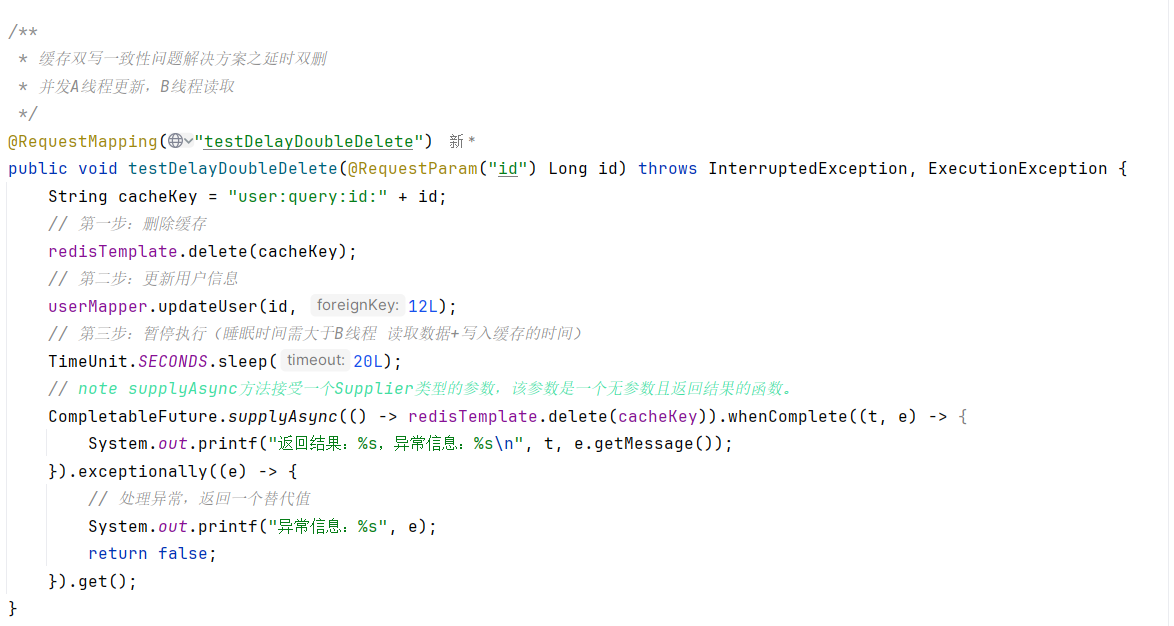 /**
 * 缓存双写一致性问题解决方案之延时双删
 * 并发A线程更新，B线程读取
 */
@RequestMapping("testDelayDoubleDelete") 新 *
public void testDelayDoubleDelete(@RequestParam("id") Long id) throws InterruptedException, ExecutionException {
    String cacheKey = "user:query:id:" + id;
    // 第一步：删除缓存
    redisTemplate.delete(cacheKey);
    // 第二步：更新用户信息
    userMapper.updateUser(id, foreignKey: 12L);
    // 第三步：暂停执行（睡眠时间需大于B线程 读取数据+写入缓存的时间）
    TimeUnit.SECONDS.sleep( timeout: 20L);
    // note supplyAsync方法接受一个Supplier类型的参数，该参数是一个无参数且返回结果的函数。
    CompletableFuture.supplyAsync(() -> redisTemplate.delete(cacheKey)).whenComplete((t, e) -> {
        System.out.printf("返回结果：%s，异常信息：%s\n", t, e.getMessage());
    }).exceptionally((e) -> {
        // 处理异常，返回一个替代值
        System.out.printf("异常信息：%s", e);
        return false;
    }).get();
}